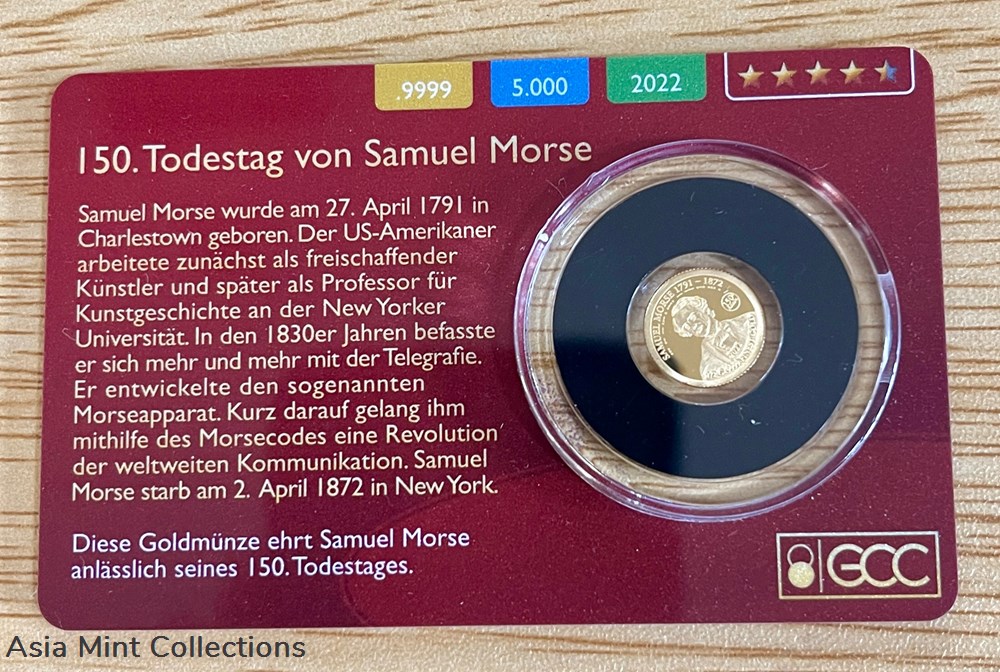 .9999
5.000
2022
150. Todestag von Samuel Morse
Samuel Morse wurde am 27. April 1791 in
Charlestown geboren. Der US-Amerikaner
arbeitete zunächst als freischaffender
Künstler und später als Professor für
Kunstgeschichte an der New Yorker
Universität. In den 1830er Jahren befasste
er sich mehr und mehr mit der Telegrafie.
Er entwickelte den sogenannten
Morseapparat. Kurz darauf gelang ihm
mithilfe des Morsecodes eine Revolution
der weltweiten Kommunikation. Samuel
Morse starb am 2. April 1872 in New York.
Diese Goldmünze ehrt Samuel Morse
anlässlich seines 150. Todestages.
SAMUEL MORSE 1791 - 1872
GCC
Asia Mint Collections